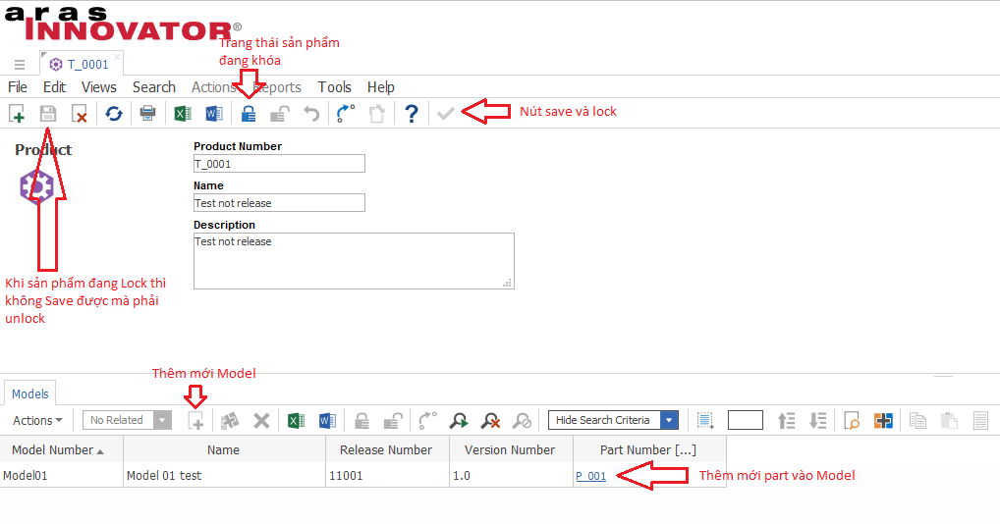 aras
INNOVATOR®
Trang thái sản phẩm
đang khóa
T_0001
File Edit Views Search Actions Reports Tools Help
Nút save và lock
Product
Product Number
T_0001
Name
Test not release
Description
Test not release
Khi sản phẩm đang Lock thì
không Save được mà phải
unlock
Thêm mới Model
Models
Actions No Related Hide Search Criteria
Model Number Name Release Number Version Number Part Number [...]
Model01 Model 01 test 11001 1.0 P_001
Thêm mới part vào Model